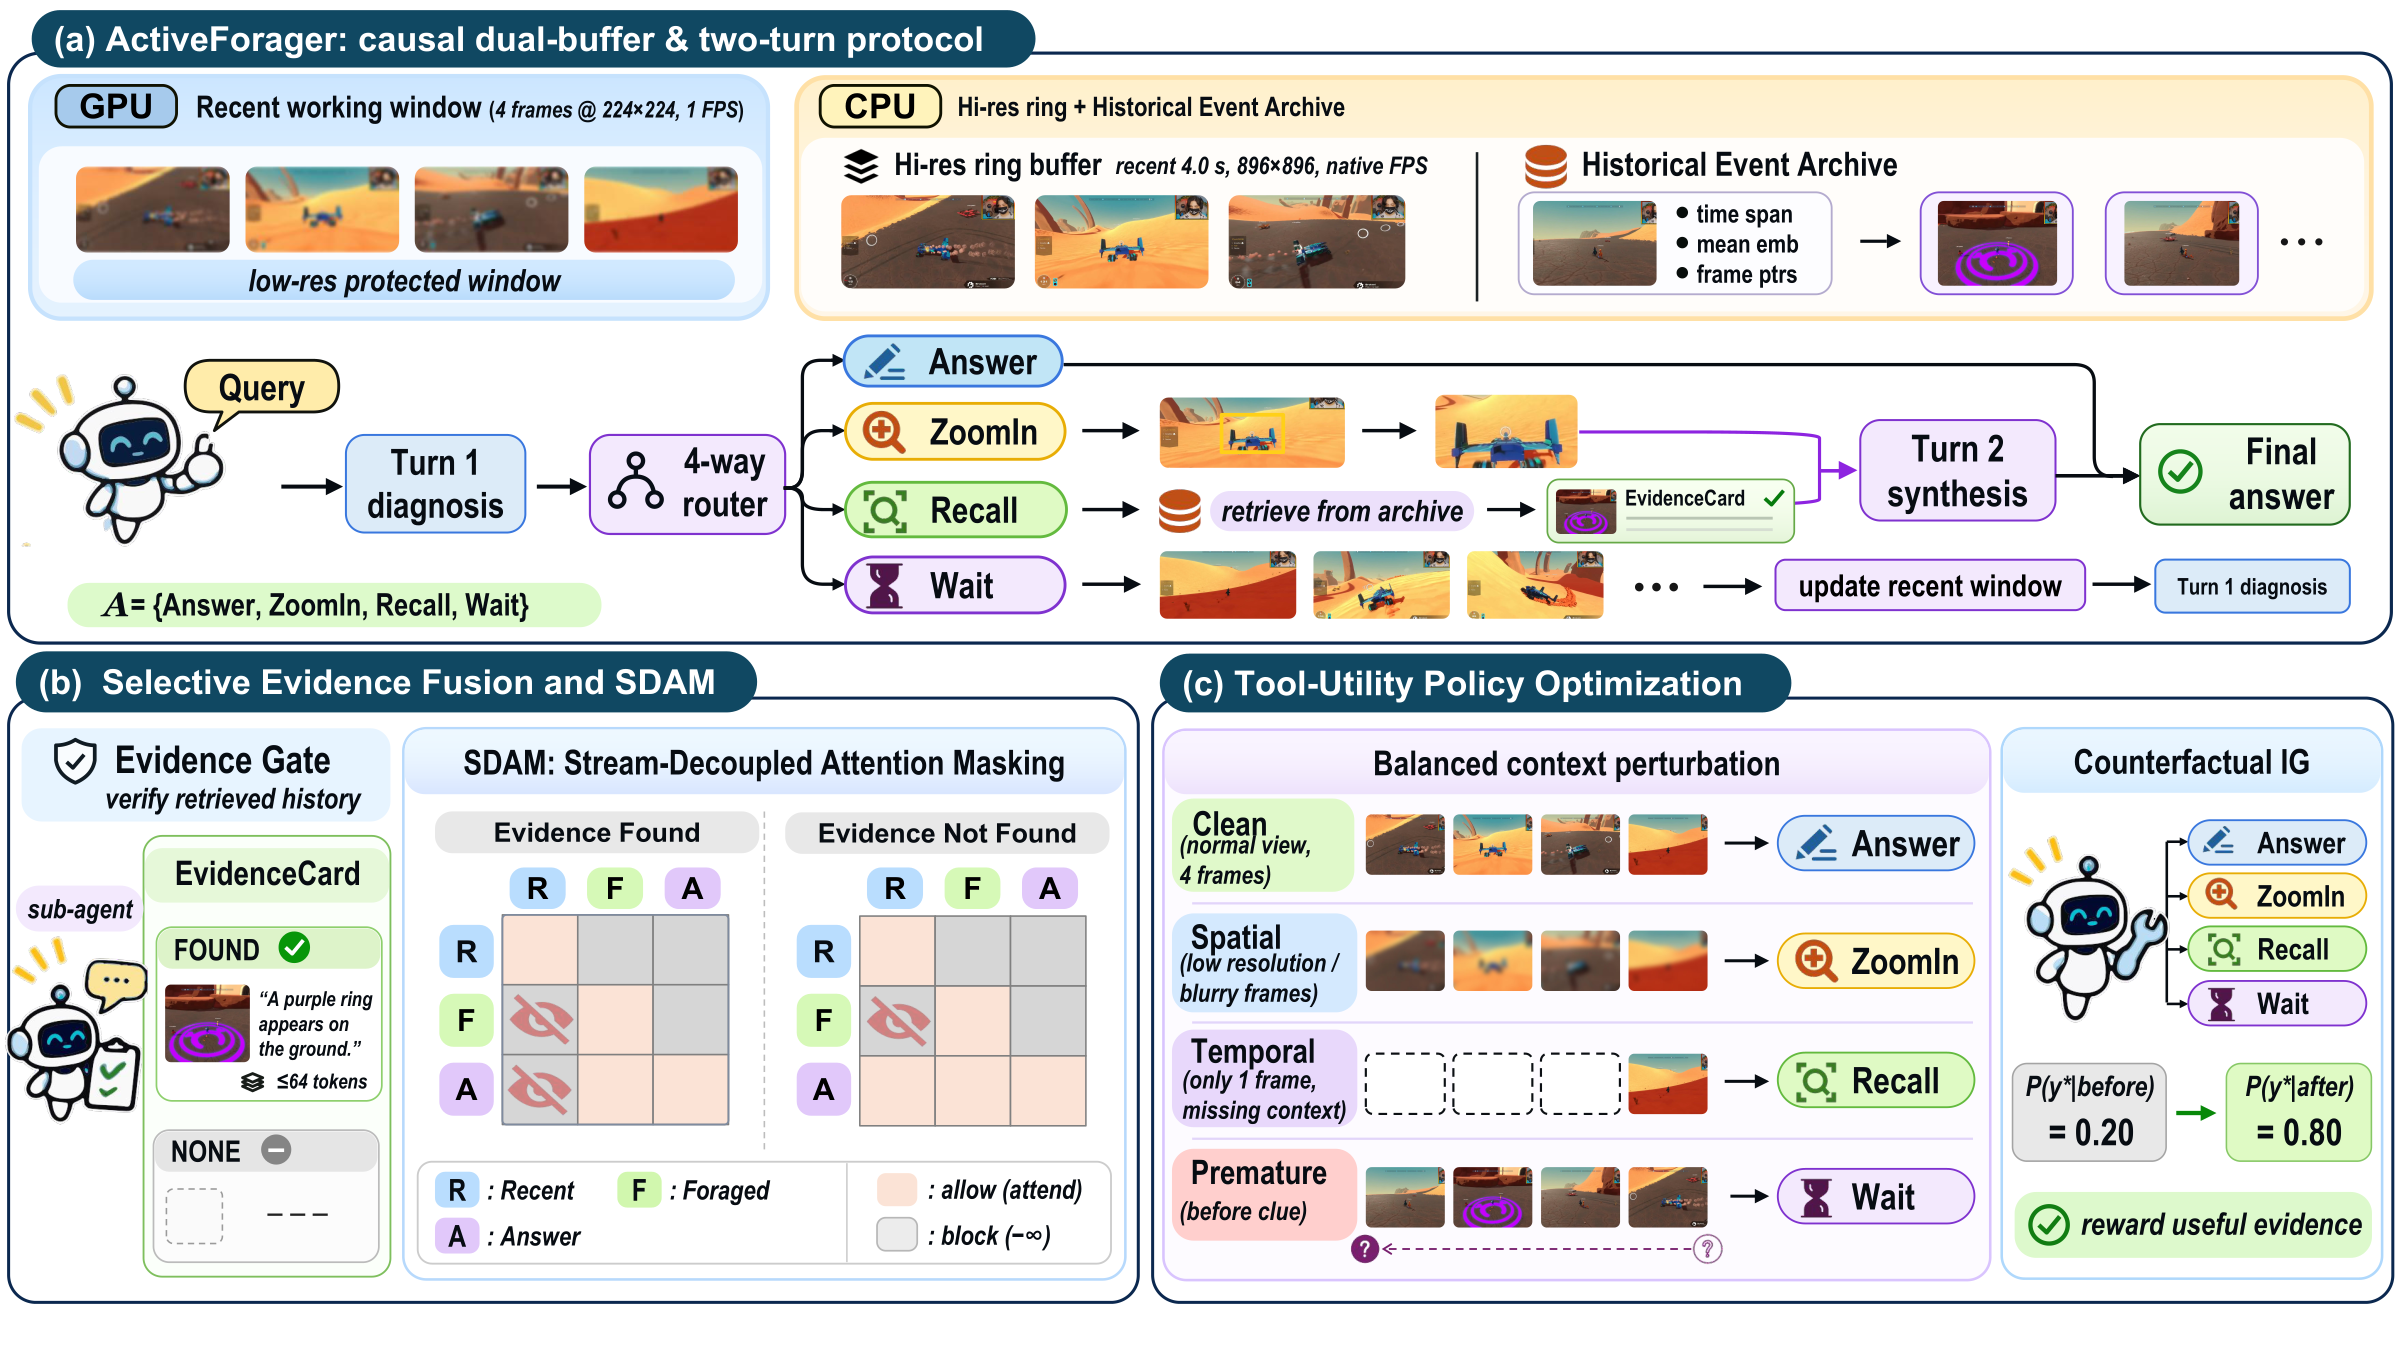 (a) ActiveForager: causal dual-buffer & two-turn protocol
GPU
Recent working window (4 frames @ 224×224, 1 FPS)
low-res protected window
CPU
Hi-res ring + Historical Event Archive
Hi-res ring buffer recent 4.0 s, 896×896, native FPS
Historical Event Archive
• time span
• mean emb
• frame ptrs
...
Query
Turn 1
diagnosis
4-way
router
Answer
ZoomIn
Recall
retrieve from archive
EvidenceCard
Wait
...
update recent window
Turn 1 diagnosis
Turn 2
synthesis
Final
answer
A = {Answer, ZoomIn, Recall, Wait}
(b) Selective Evidence Fusion and SDAM
Evidence Gate
verify retrieved history
sub-agent
...
EvidenceCard
FOUND
“A purple ring
appears on
the ground.”
≤64 tokens
NONE
– – –
SDAM: Stream-Decoupled Attention Masking
Evidence Found
R F A
R
F
A
Evidence Not Found
R F A
R
F
A
R : Recent
F : Foraged
A : Answer
: allow (attend)
: block (−∞)
(c) Tool-Utility Policy Optimization
Balanced context perturbation
Clean
(normal view,
4 frames)
Answer
Spatial
(low resolution /
blurry frames)
ZoomIn
Temporal
(only 1 frame,
missing context)
Recall
Premature
(before clue)
Wait
? ?
Counterfactual IG
Answer
ZoomIn
Recall
Wait
P(y*|before)
= 0.20
P(y*|after)
= 0.80
reward useful evidence